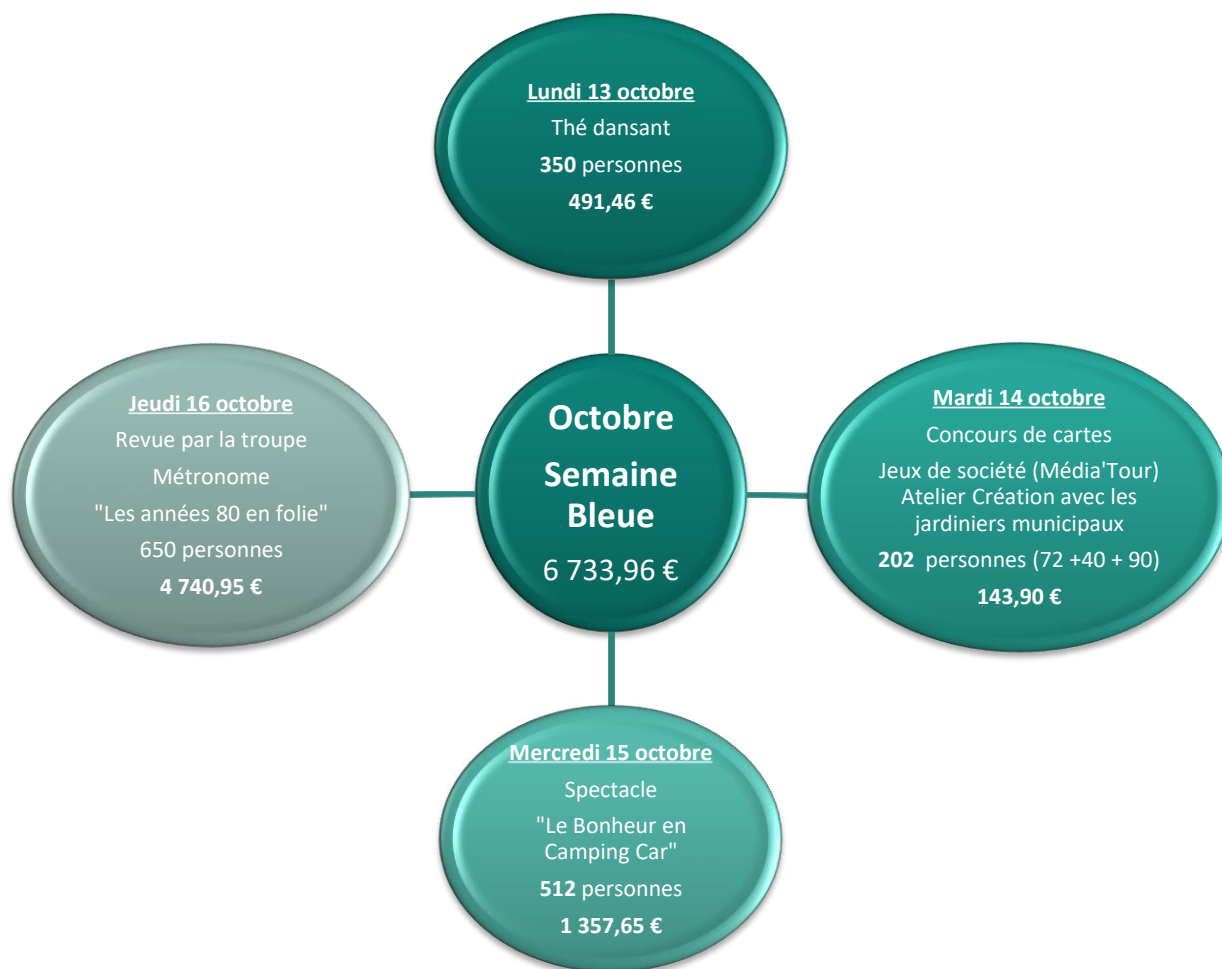 Lundi 13 octobre
Thé dansant
350 personnes
491,46 €
Jeudi 16 octobre
Revue par la troupe
Métronome
"Les années 80 en folie"
650 personnes
4 740,95 €
Octobre
Semaine
Bleue
6 733,96 €
Mardi 14 octobre
Concours de cartes
Jeux de société (Média'Tour)
Atelier Création avec les
jardiniers municipaux
202 personnes (72 +40 + 90)
143,90 €
Mercredi 15 octobre
Spectacle
"Le Bonheur en
Camping Car"
512 personnes
1 357,65 €